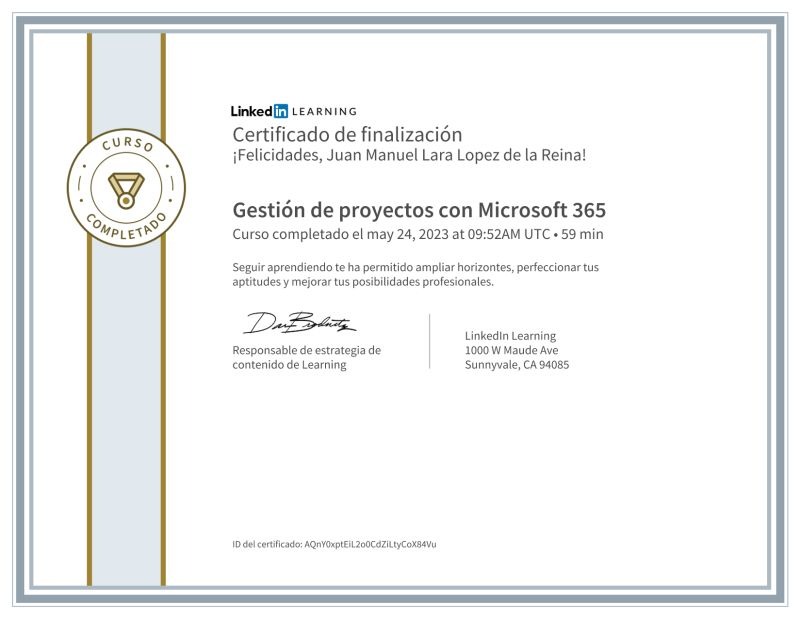 CURSO
COMPLETADO
Linked in LEARNING
Certificado de finalización
¡Felicidades, Juan Manuel Lara Lopez de la Reina!
Gestión de proyectos con Microsoft 365
Curso completado el may 24, 2023 at 09:52AM UTC • 59 min
Seguir aprendiendo te ha permitido ampliar horizontes, perfeccionar tus
aptitudes y mejorar tus posibilidades profesionales.
Responsable de estrategia de
contenido de Learning
LinkedIn Learning
1000 W Maude Ave
Sunnyvale, CA 94085
ID del certificado: AQnY0xptEiL2o0CdZiLtyCoX84Vu